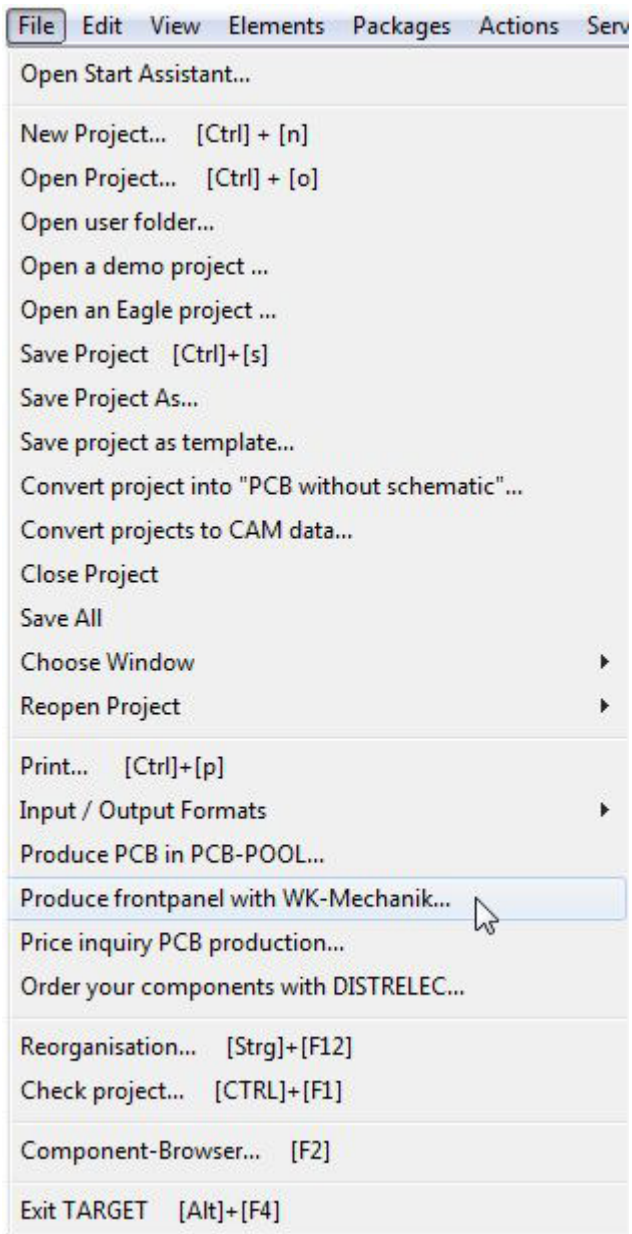 File Edit View Elements Packages Actions Serv
Open Start Assistant...
New Project... [Ctrl] + [n]
Open Project... [Ctrl] + [o]
Open user folder...
Open a demo project ...
Open an Eagle project ...
Save Project [Ctrl]+[s]
Save Project As...
Save project as template...
Convert project into "PCB without schematic"...
Convert projects to CAM data...
Close Project
Save All
Choose Window
Reopen Project
Print... [Ctrl]+[p]
Input / Output Formats
Produce PCB in PCB-POOL...
Produce frontpanel with WK-Mechanik...
Price inquiry PCB production...
Order your components with DISTRELEC...
Reorganisation... [Strg]+[F12]
Check project... [CTRL]+[F1]
Component-Browser... [F2]
Exit TARGET [Alt]+[F4]